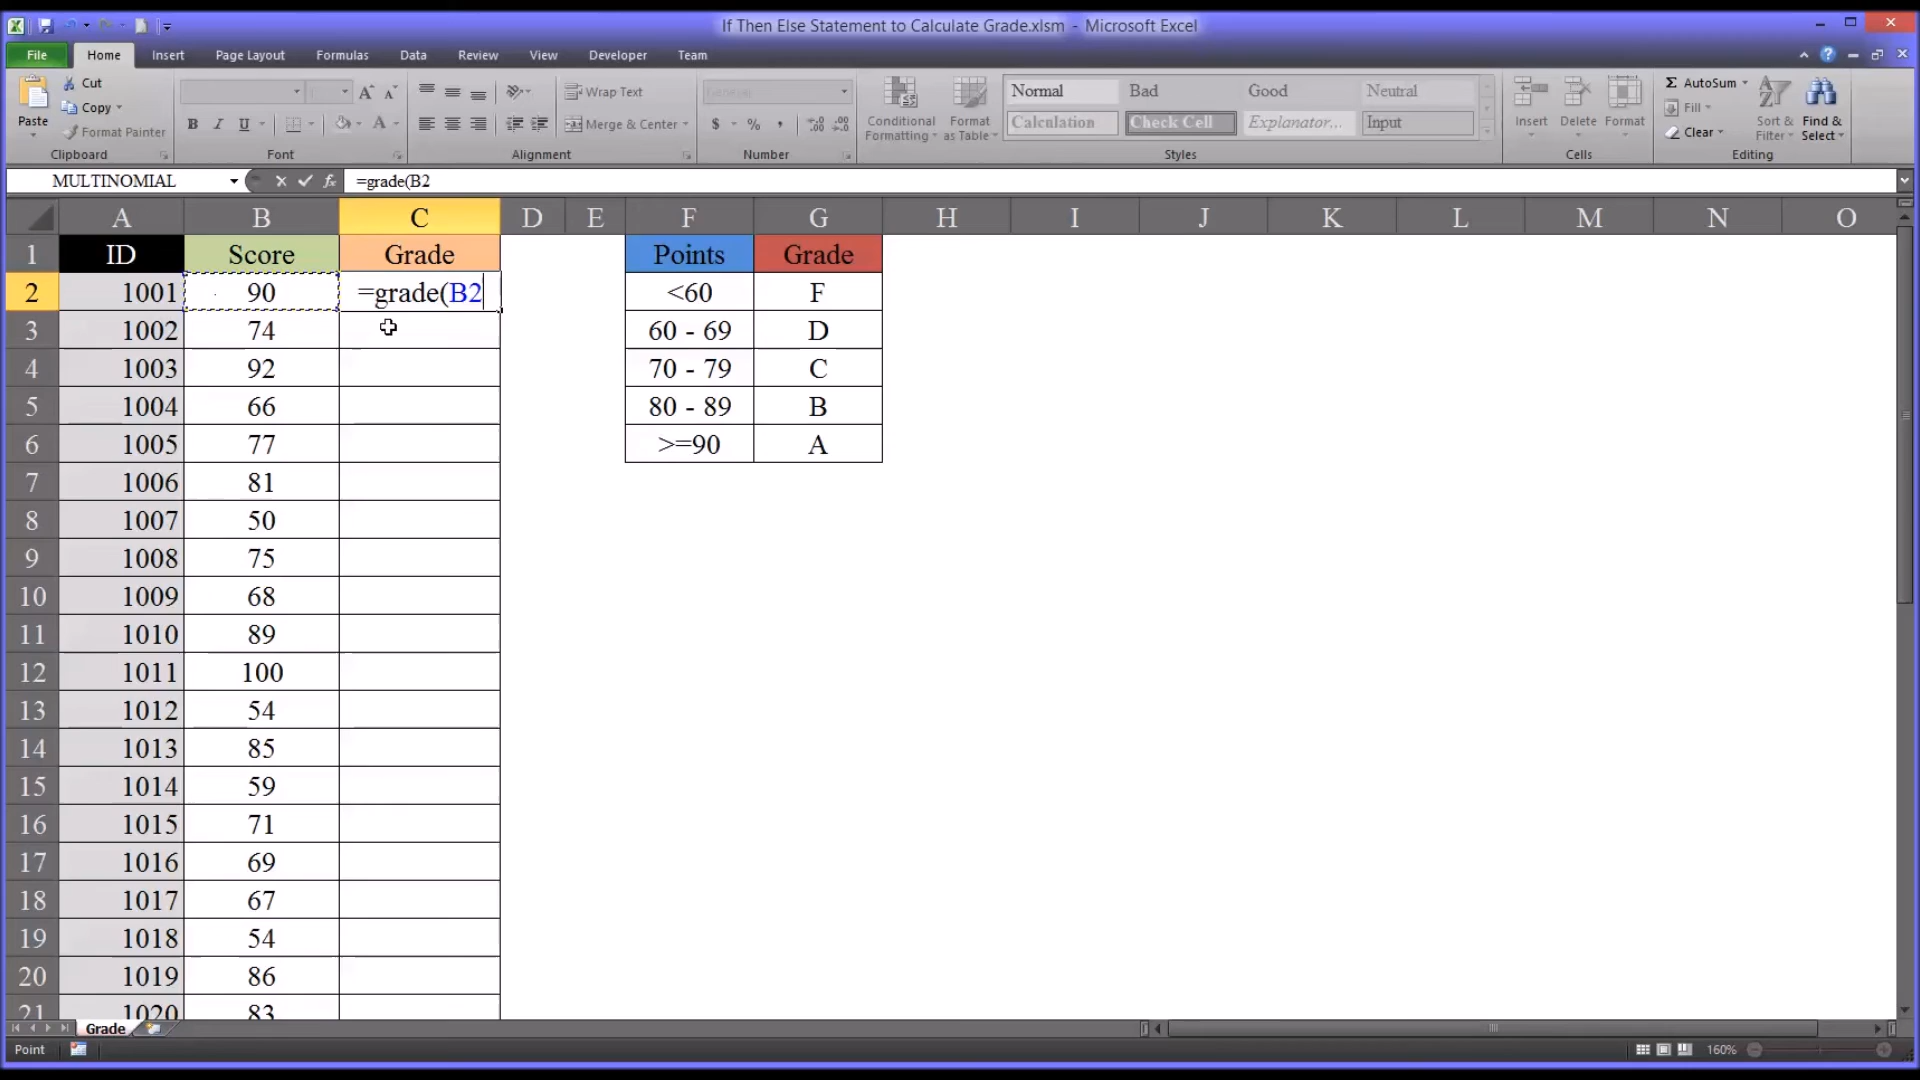 If Then Else Statement to Calculate Grade.xlsm - Microsoft Excel
File Home Insert Page Layout Formulas Data Review View Developer Team
Paste
Cut
Copy
Format Painter
Clipboard
B I U A
Font
Wrap Text
Merge & Center
Alignment
$ % ,
Number
Conditional Formatting
Format as Table
Normal Bad Good Neutral
Calculation Check Cell Explanator... Input
Styles
Insert Delete Format
Cells
Σ AutoSum
Fill
Clear
Sort & Filter
Find & Select
Editing
MULTINOMIAL fx =grade(B2
A B C D E F G H I J K L M N O
1 ID Score Grade Points Grade
2 1001 90 =grade(B2 <60 F
3 1002 74 60 - 69 D
4 1003 92 70 - 79 C
5 1004 66 80 - 89 B
6 1005 77 >=90 A
7 1006 81
8 1007 50
9 1008 75
10 1009 68
11 1010 89
12 1011 100
13 1012 54
14 1013 85
15 1014 59
16 1015 71
17 1016 69
18 1017 67
19 1018 54
20 1019 86
21 1020 83
Grade
Point 160%